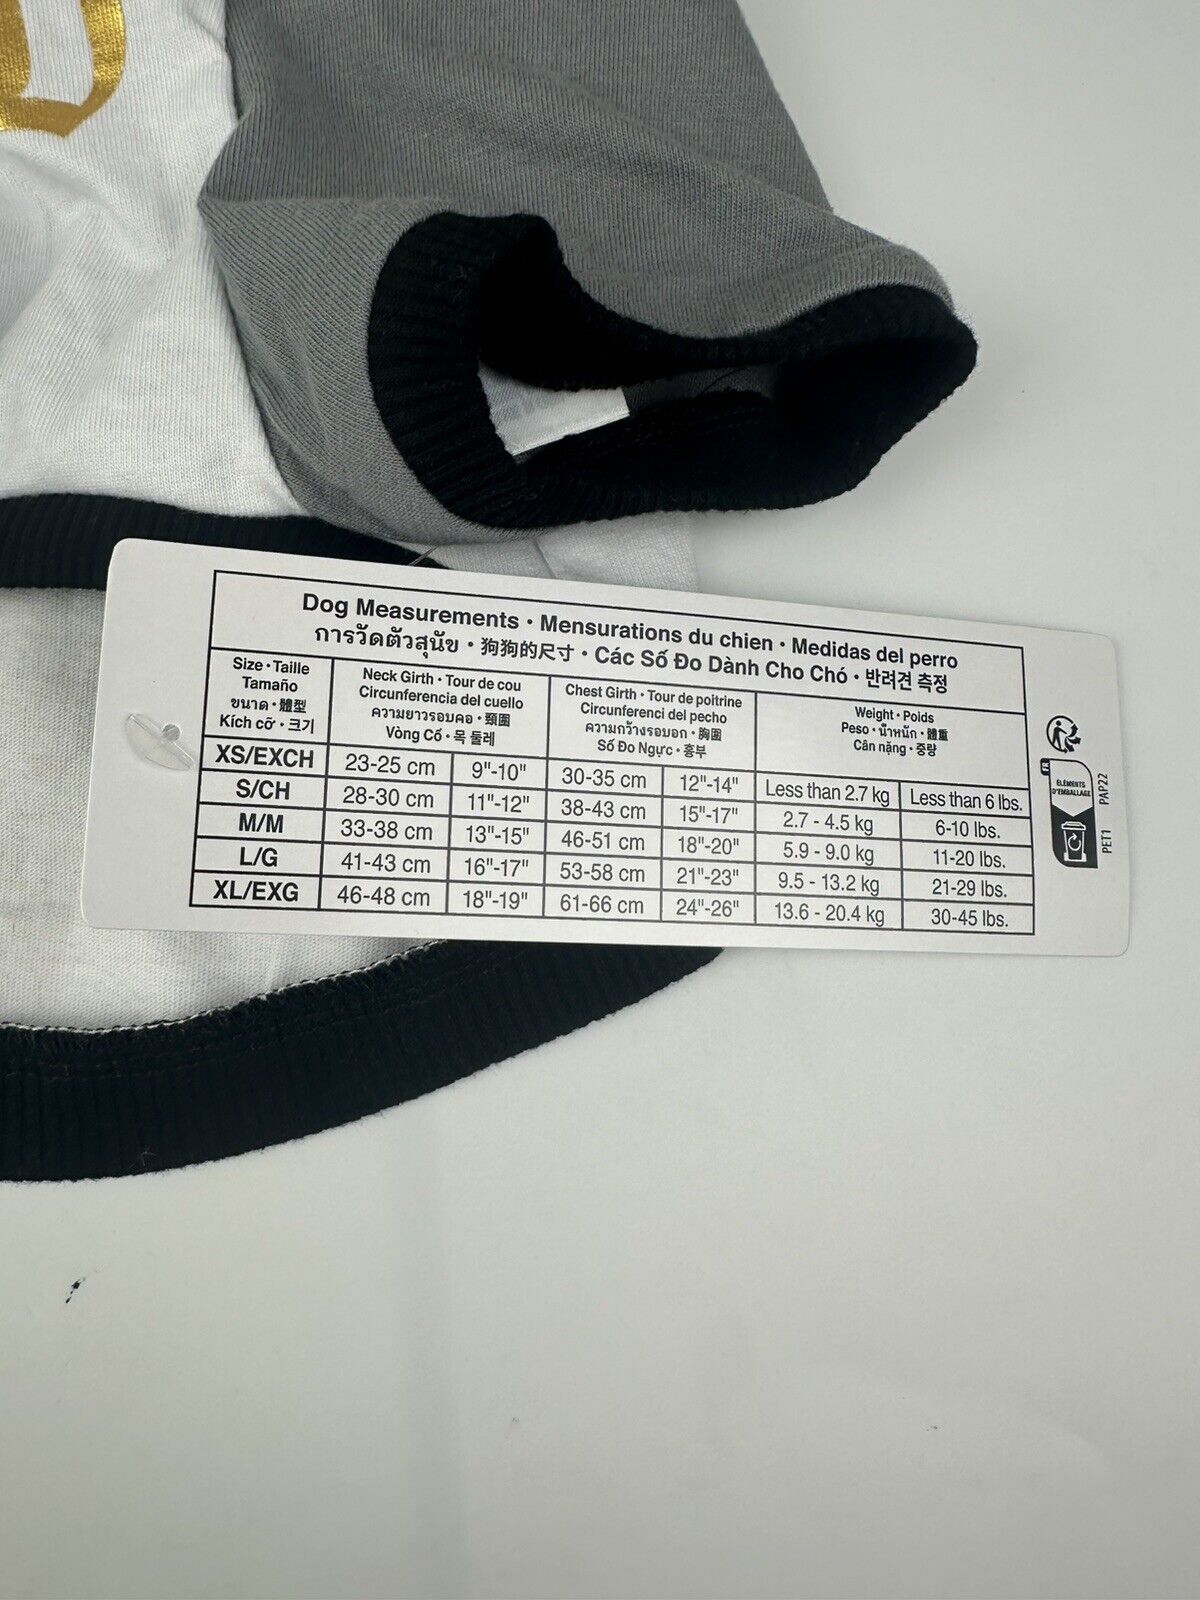 Dog Measurements • Mensurations du chien • Medidas del perro
การวัดตัวสุนัข • 狗狗的尺寸 • Các Số Đo Dành Cho Chó • 반려견 측정
Size • Taille
Tamaño
ขนาด • 體型
Kích cỡ • 크기
Neck Girth • Tour de cou
Circunferencia del cuello
ความยาวรอบคอ • 頸圍
Vòng Cổ • 목 둘레
Chest Girth • Tour de poitrine
Circunferenci del pecho
ความกว้างรอบอก • 胸圍
Số Đo Ngực • 흉부
Weight • Poids
Peso • น้ำหนัก • 體重
Cân nặng • 중량
XS/EXCH 23-25 cm 9"-10" 30-35 cm 12"-14" Less than 2.7 kg Less than 6 lbs.
S/CH 28-30 cm 11"-12" 38-43 cm 15"-17" 2.7 - 4.5 kg 6-10 lbs.
M/M 33-38 cm 13"-15" 46-51 cm 18"-20" 5.9 - 9.0 kg 11-20 lbs.
L/G 41-43 cm 16"-17" 53-58 cm 21"-23" 9.5 - 13.2 kg 21-29 lbs.
XL/EXG 46-48 cm 18"-19" 61-66 cm 24"-26" 13.6 - 20.4 kg 30-45 lbs.
FR
ÉLÉMENTS
D'EMBALLAGE
PET1 PAP22